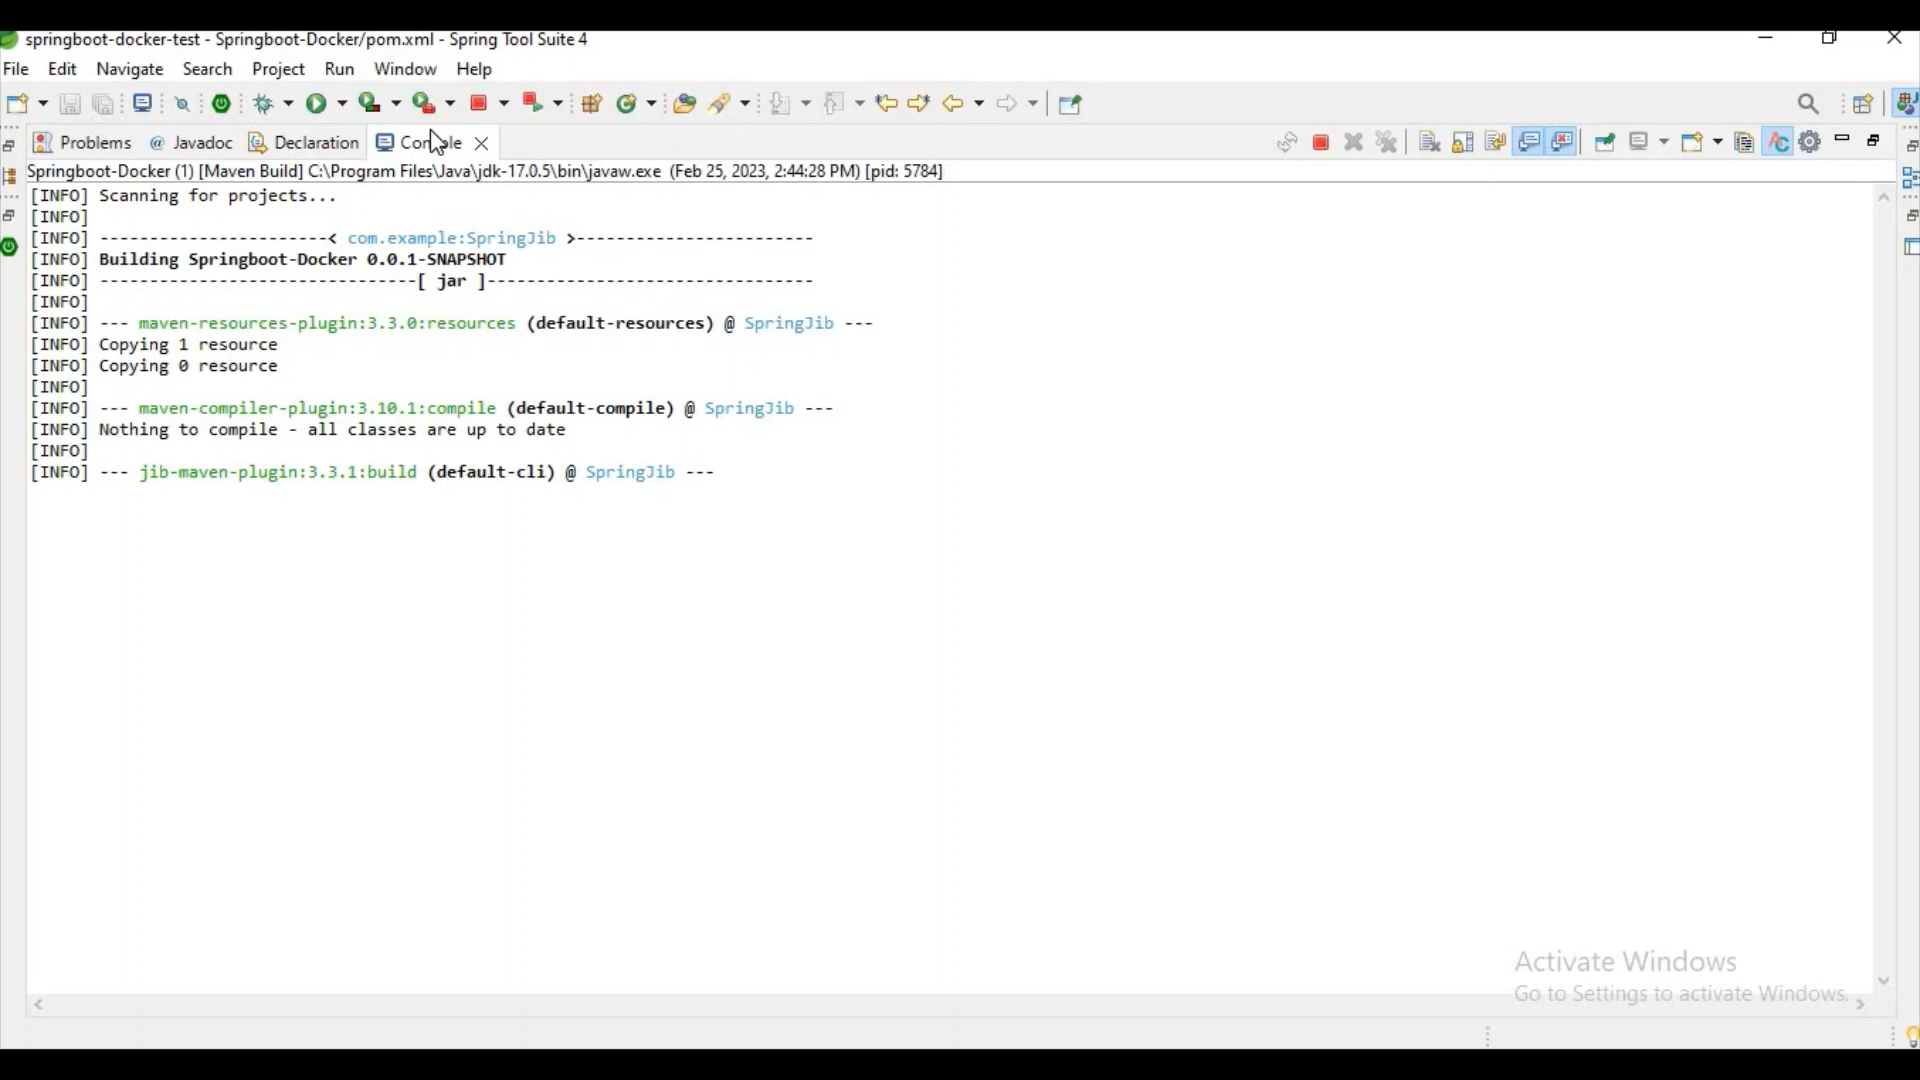 springboot-docker-test - Springboot-Docker/pom.xml - Spring Tool Suite 4
File Edit Navigate Search Project Run Window Help
Problems @ Javadoc Declaration
Springboot-Docker (1) [Maven Build] C:\Program Files\Java\jdk-17.0.5\bin\javaw.exe (Feb 25, 2023, 2:44:28 PM) [pid: 5784]
[INFO] Scanning for projects...
[INFO]
[INFO] -----------------------< com.example:SpringJib >------------------------
[INFO] Building Springboot-Docker 0.0.1-SNAPSHOT
[INFO] --------------------------------[ jar ]---------------------------------
[INFO]
[INFO] --- maven-resources-plugin:3.3.0:resources (default-resources) @ SpringJib ---
[INFO] Copying 1 resource
[INFO] Copying 0 resource
[INFO]
[INFO] --- maven-compiler-plugin:3.10.1:compile (default-compile) @ SpringJib ---
[INFO] Nothing to compile - all classes are up to date
[INFO]
[INFO] --- jib-maven-plugin:3.3.1:build (default-cli) @ SpringJib ---
Activate Windows
Go to Settings to activate Windows.